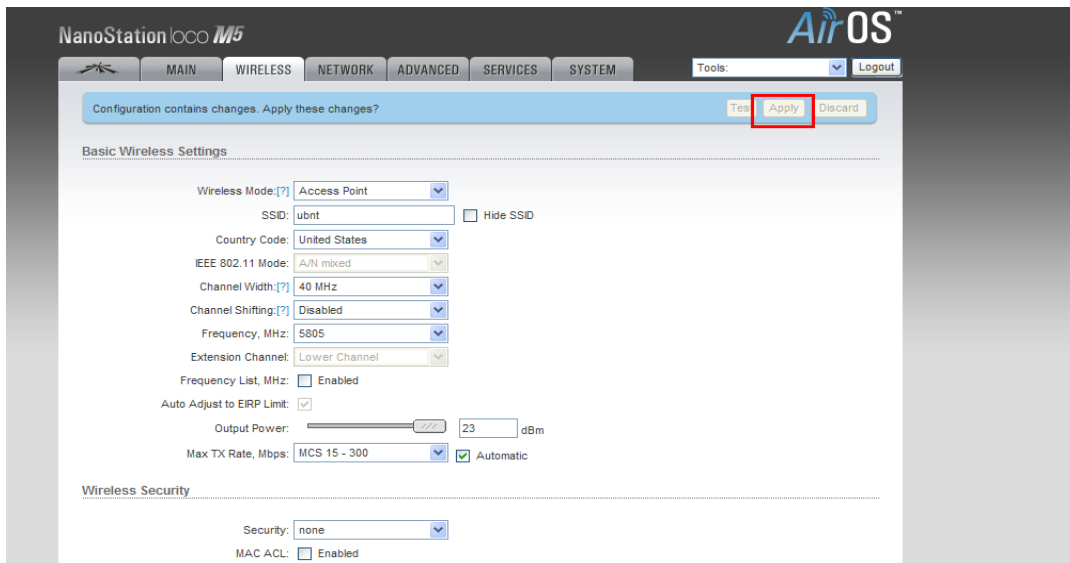 NanoStation loco M5
AirOS™
MAIN WIRELESS NETWORK ADVANCED SERVICES SYSTEM Tools: Logout
Configuration contains changes. Apply these changes? Test Apply Discard
Basic Wireless Settings
Wireless Mode:[?] Access Point
SSID: ubnt Hide SSID
Country Code: United States
IEEE 802.11 Mode: A/N mixed
Channel Width:[?] 40 MHz
Channel Shifting:[?] Disabled
Frequency, MHz: 5805
Extension Channel: Lower Channel
Frequency List, MHz: Enabled
Auto Adjust to EIRP Limit:
Output Power: 23 dBm
Max TX Rate, Mbps: MCS 15 - 300 Automatic
Wireless Security
Security: none
MAC ACL: Enabled